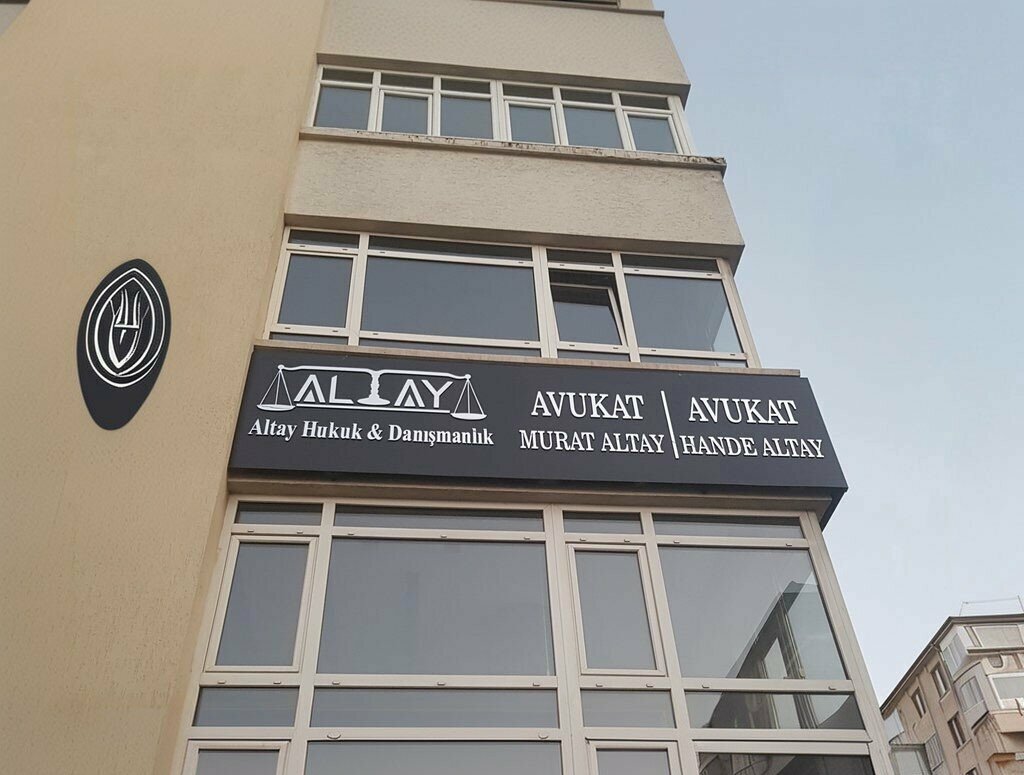 ALTAY
Altay Hukuk & Danışmanlık
AVUKAT
MURAT ALTAY
AVUKAT
HANDE ALTAY